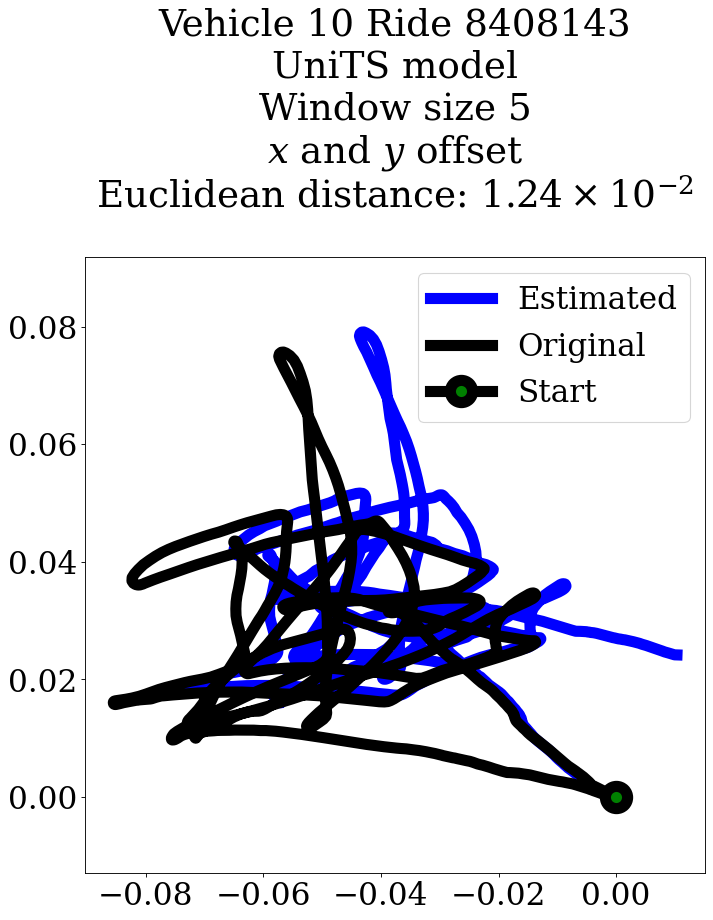 Vehicle 10 Ride 8408143
UniTS model
Window size 5
x and y offset
Euclidean distance: 1.24 × 10⁻²
Estimated
Original
Start
0.08
0.06
0.04
0.02
0.00
−0.08 −0.06 −0.04 −0.02 0.00